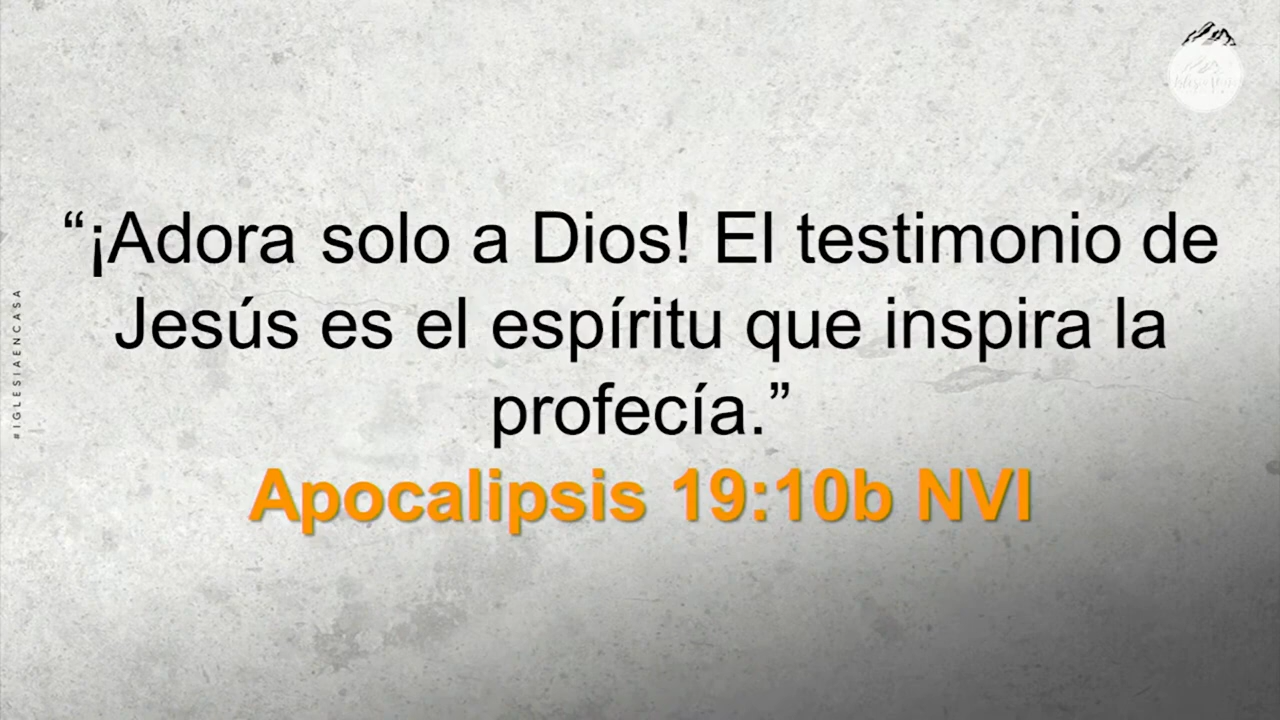 “¡Adora solo a Dios! El testimonio de
Jesús es el espíritu que inspira la
profecía.”
Apocalipsis 19:10b NVI
#IGLESIAENCASA